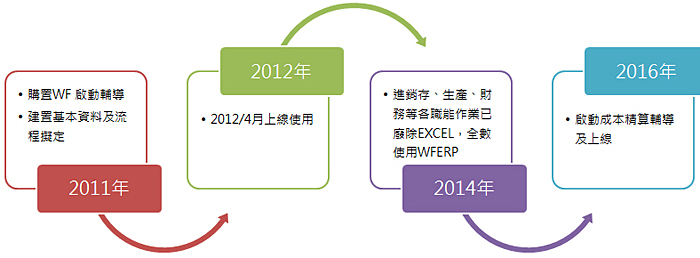 • 購置WF 啟動輔導
• 建置基本資料及流
程擬定
2011年
2012年
• 2012/4月上線使用
• 進銷存、生產、財
務等各職能作業已
廢除EXCEL，全數
使用WFERP
2014年
2016年
• 啟動成本精算輔導
及上線